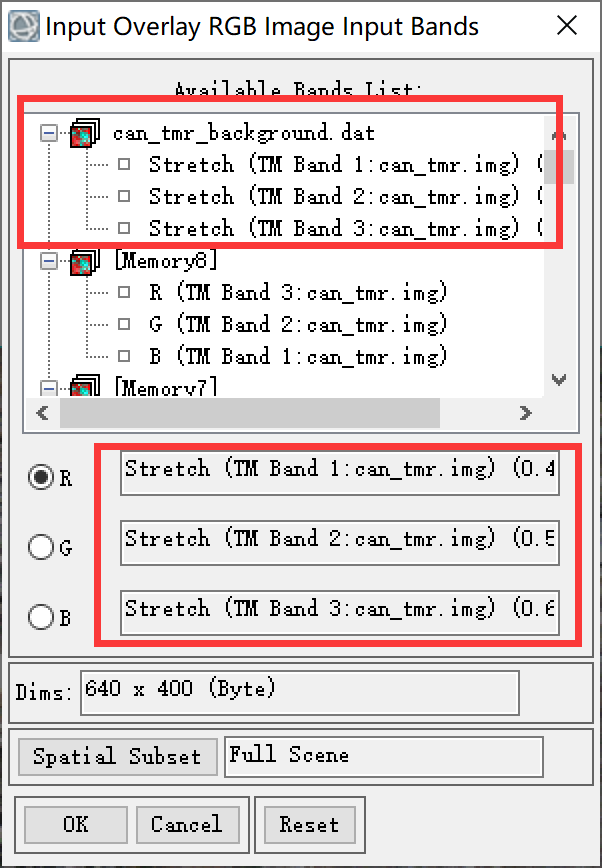 Input Overlay RGB Image Input Bands
Available Bands List:
can_tmr_background.dat
Stretch (TM Band 1:can_tmr.img) (
Stretch (TM Band 2:can_tmr.img) (
Stretch (TM Band 3:can_tmr.img) (
[Memory8]
R (TM Band 3:can_tmr.img)
G (TM Band 2:can_tmr.img)
B (TM Band 1:can_tmr.img)
[Memory7]
R Stretch (TM Band 1:can_tmr.img) (0.4
G Stretch (TM Band 2:can_tmr.img) (0.5
B Stretch (TM Band 3:can_tmr.img) (0.6
Dims: 640 x 400 (Byte)
Spatial Subset Full Scene
OK Cancel Reset